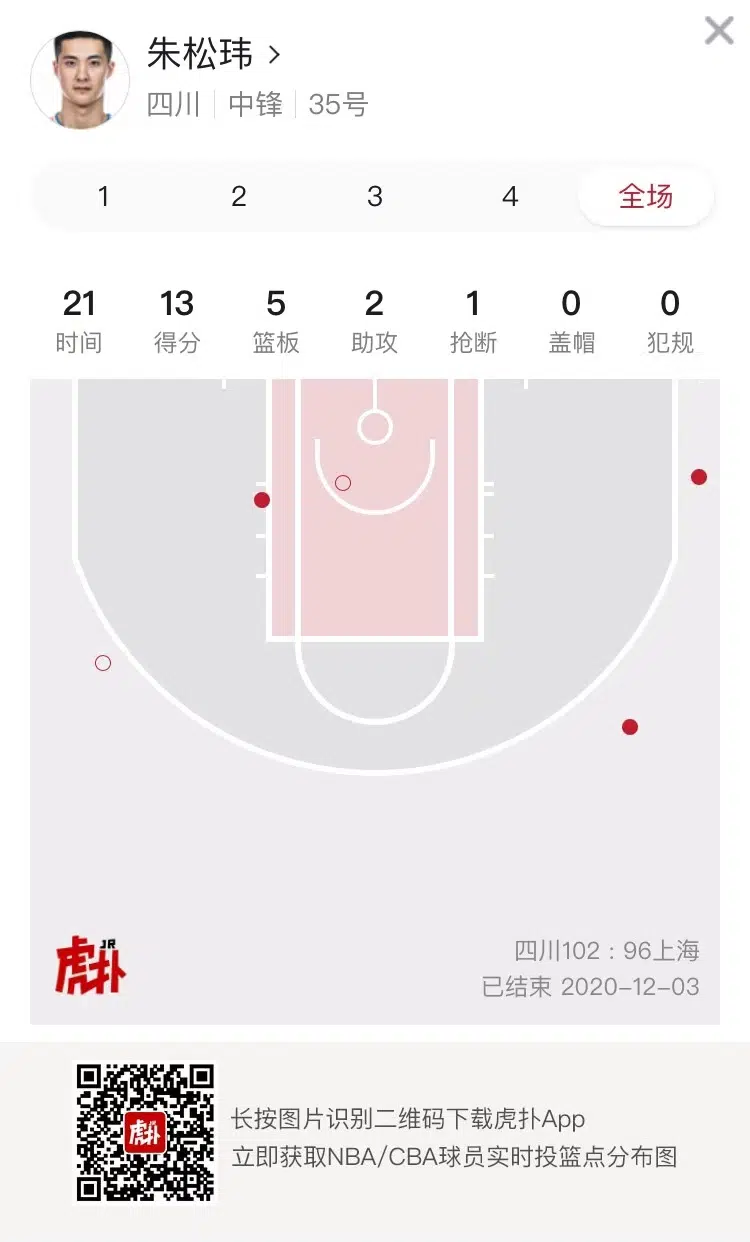 朱松玮
四川 中锋 35号
1 2 3 4 全场
21 13 5 2 1 0 0
时间 得分 篮板 助攻 抢断 盖帽 犯规
JR
虎扑
四川102：96上海
已结束 2020-12-03
虎扑
长按图片识别二维码下载虎扑App
立即获取NBA/CBA球员实时投篮点分布图